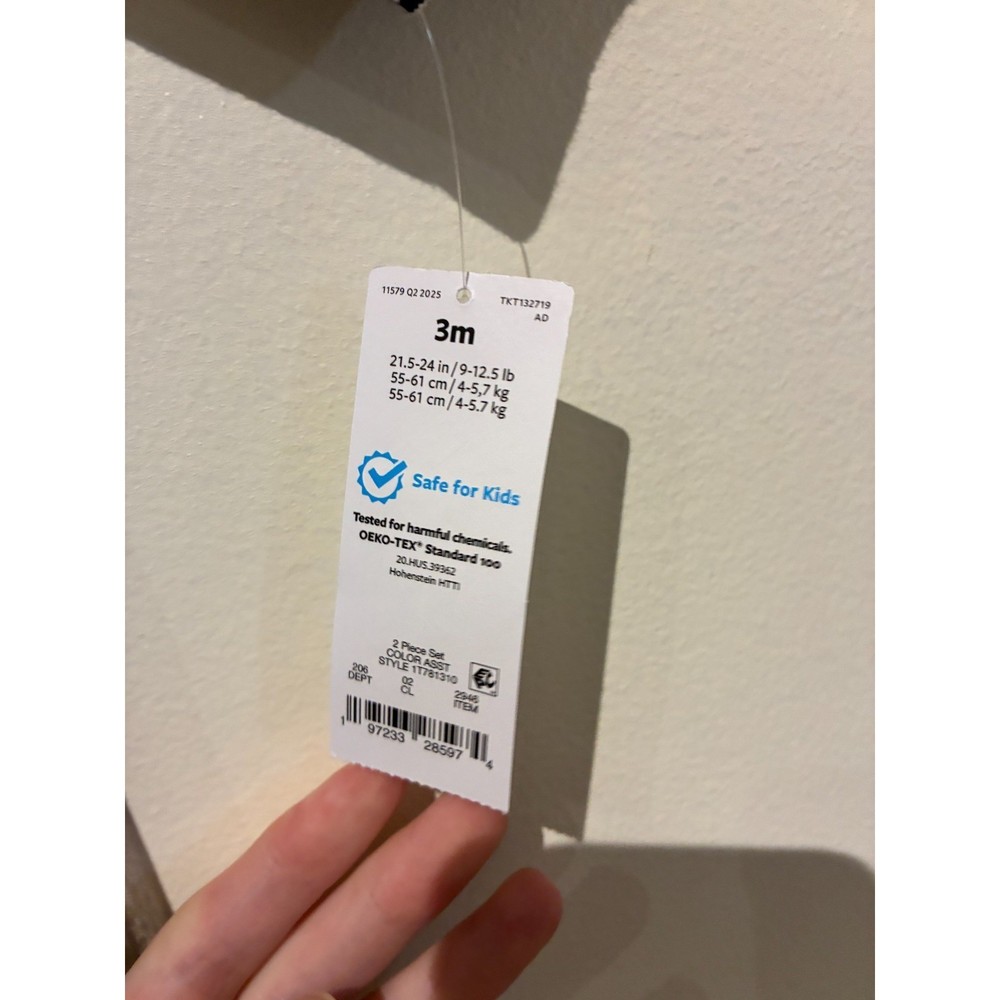 11579 Q2 2025
TKT132719
AD
3m
21.5-24 in / 9-12.5 lb
55-61 cm / 4-5,7 kg
55-61 cm / 4-5.7 kg
Safe for Kids
Tested for harmful chemicals.
OEKO-TEX® Standard 100
20.HUS.39362
Hohenstein HTTI
2 Piece Set
COLOR ASST
STYLE 1T781310
206
DEPT
02
CL
2946
ITEM
1 97233 28597 4